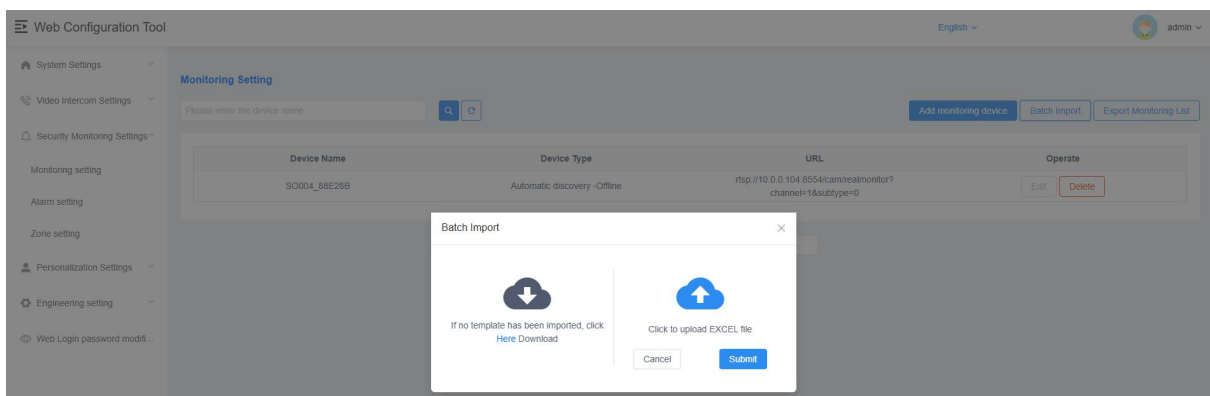 Web Configuration Tool
English
admin
System Settings
Video Intercom Settings
Security Monitoring Settings
Monitoring setting
Alarm setting
Zone setting
Personalization Settings
Engineering setting
Web Login password modifi...
Monitoring Setting
Please enter the device name
Add monitoring device
Batch Import
Export Monitoring List
Device Name Device Type URL Operate
SO004_88E28B Automatic discovery -Offline rtsp://10.0.0.104:8554/cam/realmonitor?
channel=1&subtype=0
Edit Delete
Batch Import
If no template has been imported, click
Here Download
Click to upload EXCEL file
Cancel Submit